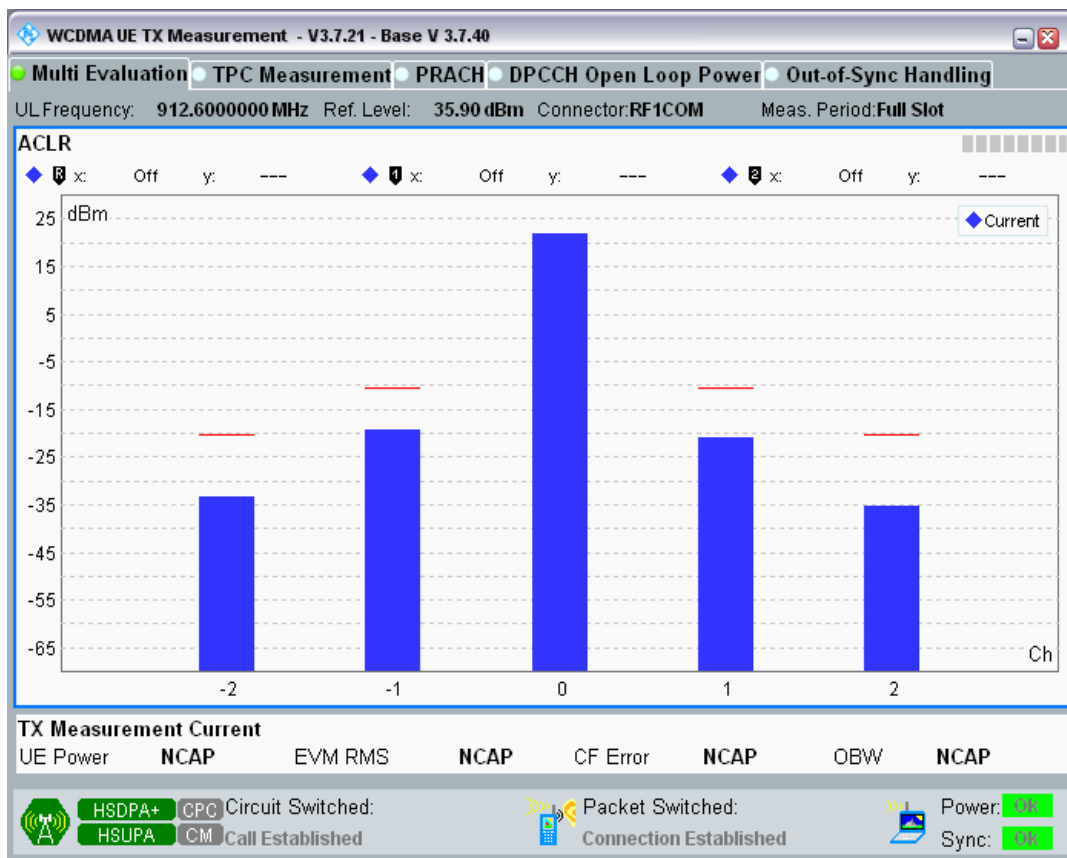 WCDMA UE TX Measurement - V3.7.21 - Base V 3.7.40
Multi Evaluation TPC Measurement PRACH DPCCH Open Loop Power Out-of-Sync Handling
UL Frequency: 912.6000000 MHz Ref. Level: 35.90 dBm Connector:RF1COM Meas. Period:Full Slot
ACLR
R x: Off y: --- 1 x: Off y: --- 2 x: Off y: ---
dBm
Current
25
15
5
-5
-15
-25
-35
-45
-55
-65
Ch
-2 -1 0 1 2
TX Measurement Current
UE Power NCAP EVM RMS NCAP CF Error NCAP OBW NCAP
HSDPA+ CPC Circuit Switched: Packet Switched: Power: Ok
HSUPA CM Call Established Connection Established Sync: Ok